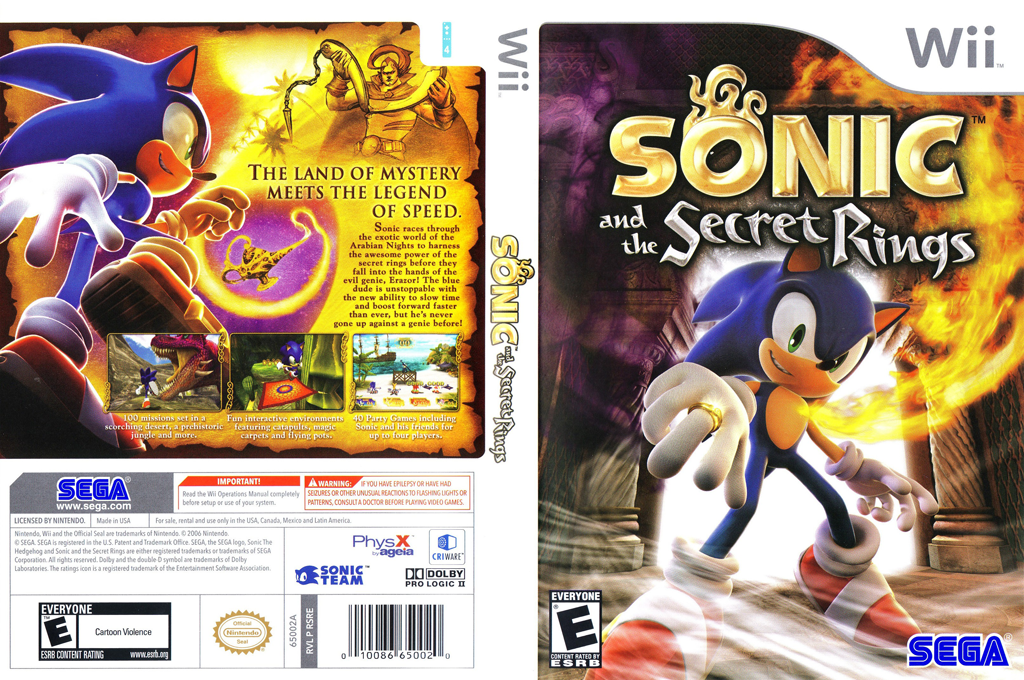 4
THE LAND OF MYSTERY
MEETS THE LEGEND
OF SPEED.
Sonic races through
the exotic world of the
Arabian Nights to harness
the awesome power of the
secret rings before they
fall into the hands of the
evil genie, Erazor! The blue
dude is unstoppable with
the new ability to slow time
and boost forward faster
than ever, but he's never
gone up against a genie before!
100 missions set in a
scorching desert, a prehistoric
jungle and more.
Fun interactive environments
featuring catapults, magic
carpets and flying pots.
40 Party Games including
Sonic and his friends for
up to four players.
SEGA®
www.sega.com
IMPORTANT!
Read the Wii Operations Manual completely
before setup or use of your system.
WARNING: IF YOU HAVE EPILEPSY OR HAVE HAD
SEIZURES OR OTHER UNUSUAL REACTIONS TO FLASHING LIGHTS OR
PATTERNS, CONSULT A DOCTOR BEFORE PLAYING VIDEO GAMES.
LICENSED BY NINTENDO.
Made in USA
For sale, rental and use only in the USA, Canada, Mexico and Latin America.
Nintendo, Wii and the Official Seal are trademarks of Nintendo. © 2006 Nintendo.
© SEGA. SEGA is registered in the U.S. Patent and Trademark Office. SEGA, the SEGA logo, Sonic The
Hedgehog and Sonic and the Secret Rings are either registered trademarks or trademarks of SEGA
Corporation. All rights reserved. Dolby and the double-D symbol are trademarks of Dolby
Laboratories. The ratings icon is a registered trademark of the Entertainment Software Association.
PhysX™
by ageia
CRIWARE™
SONIC
TEAM™
DOLBY
PRO LOGIC II
EVERYONE
E™
Cartoon Violence
ESRB CONTENT RATING www.esrb.org
Official
Nintendo
Seal
65002A
RVL P RSRE
0 10086 65002 0
Wii™
SONIC™
and the
Secret Rings
Wii™
SONIC™
and the Secret Rings
EVERYONE
E®
CONTENT RATED BY
ESRB
SEGA®